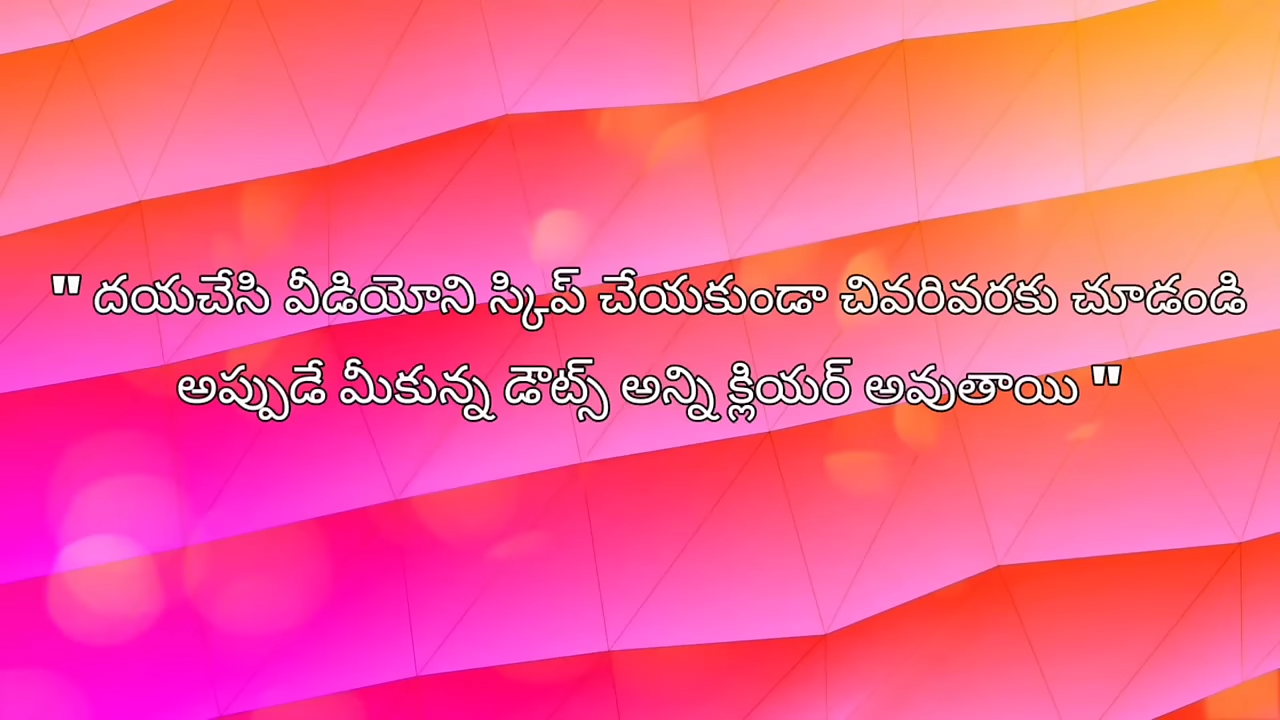 " దయచేసి వీడియోని స్కిప్ చేయకుండా చివరివరకు చూడండి
అప్పుడే మీకున్న డౌట్స్ అన్ని క్లియర్ అవుతాయి "